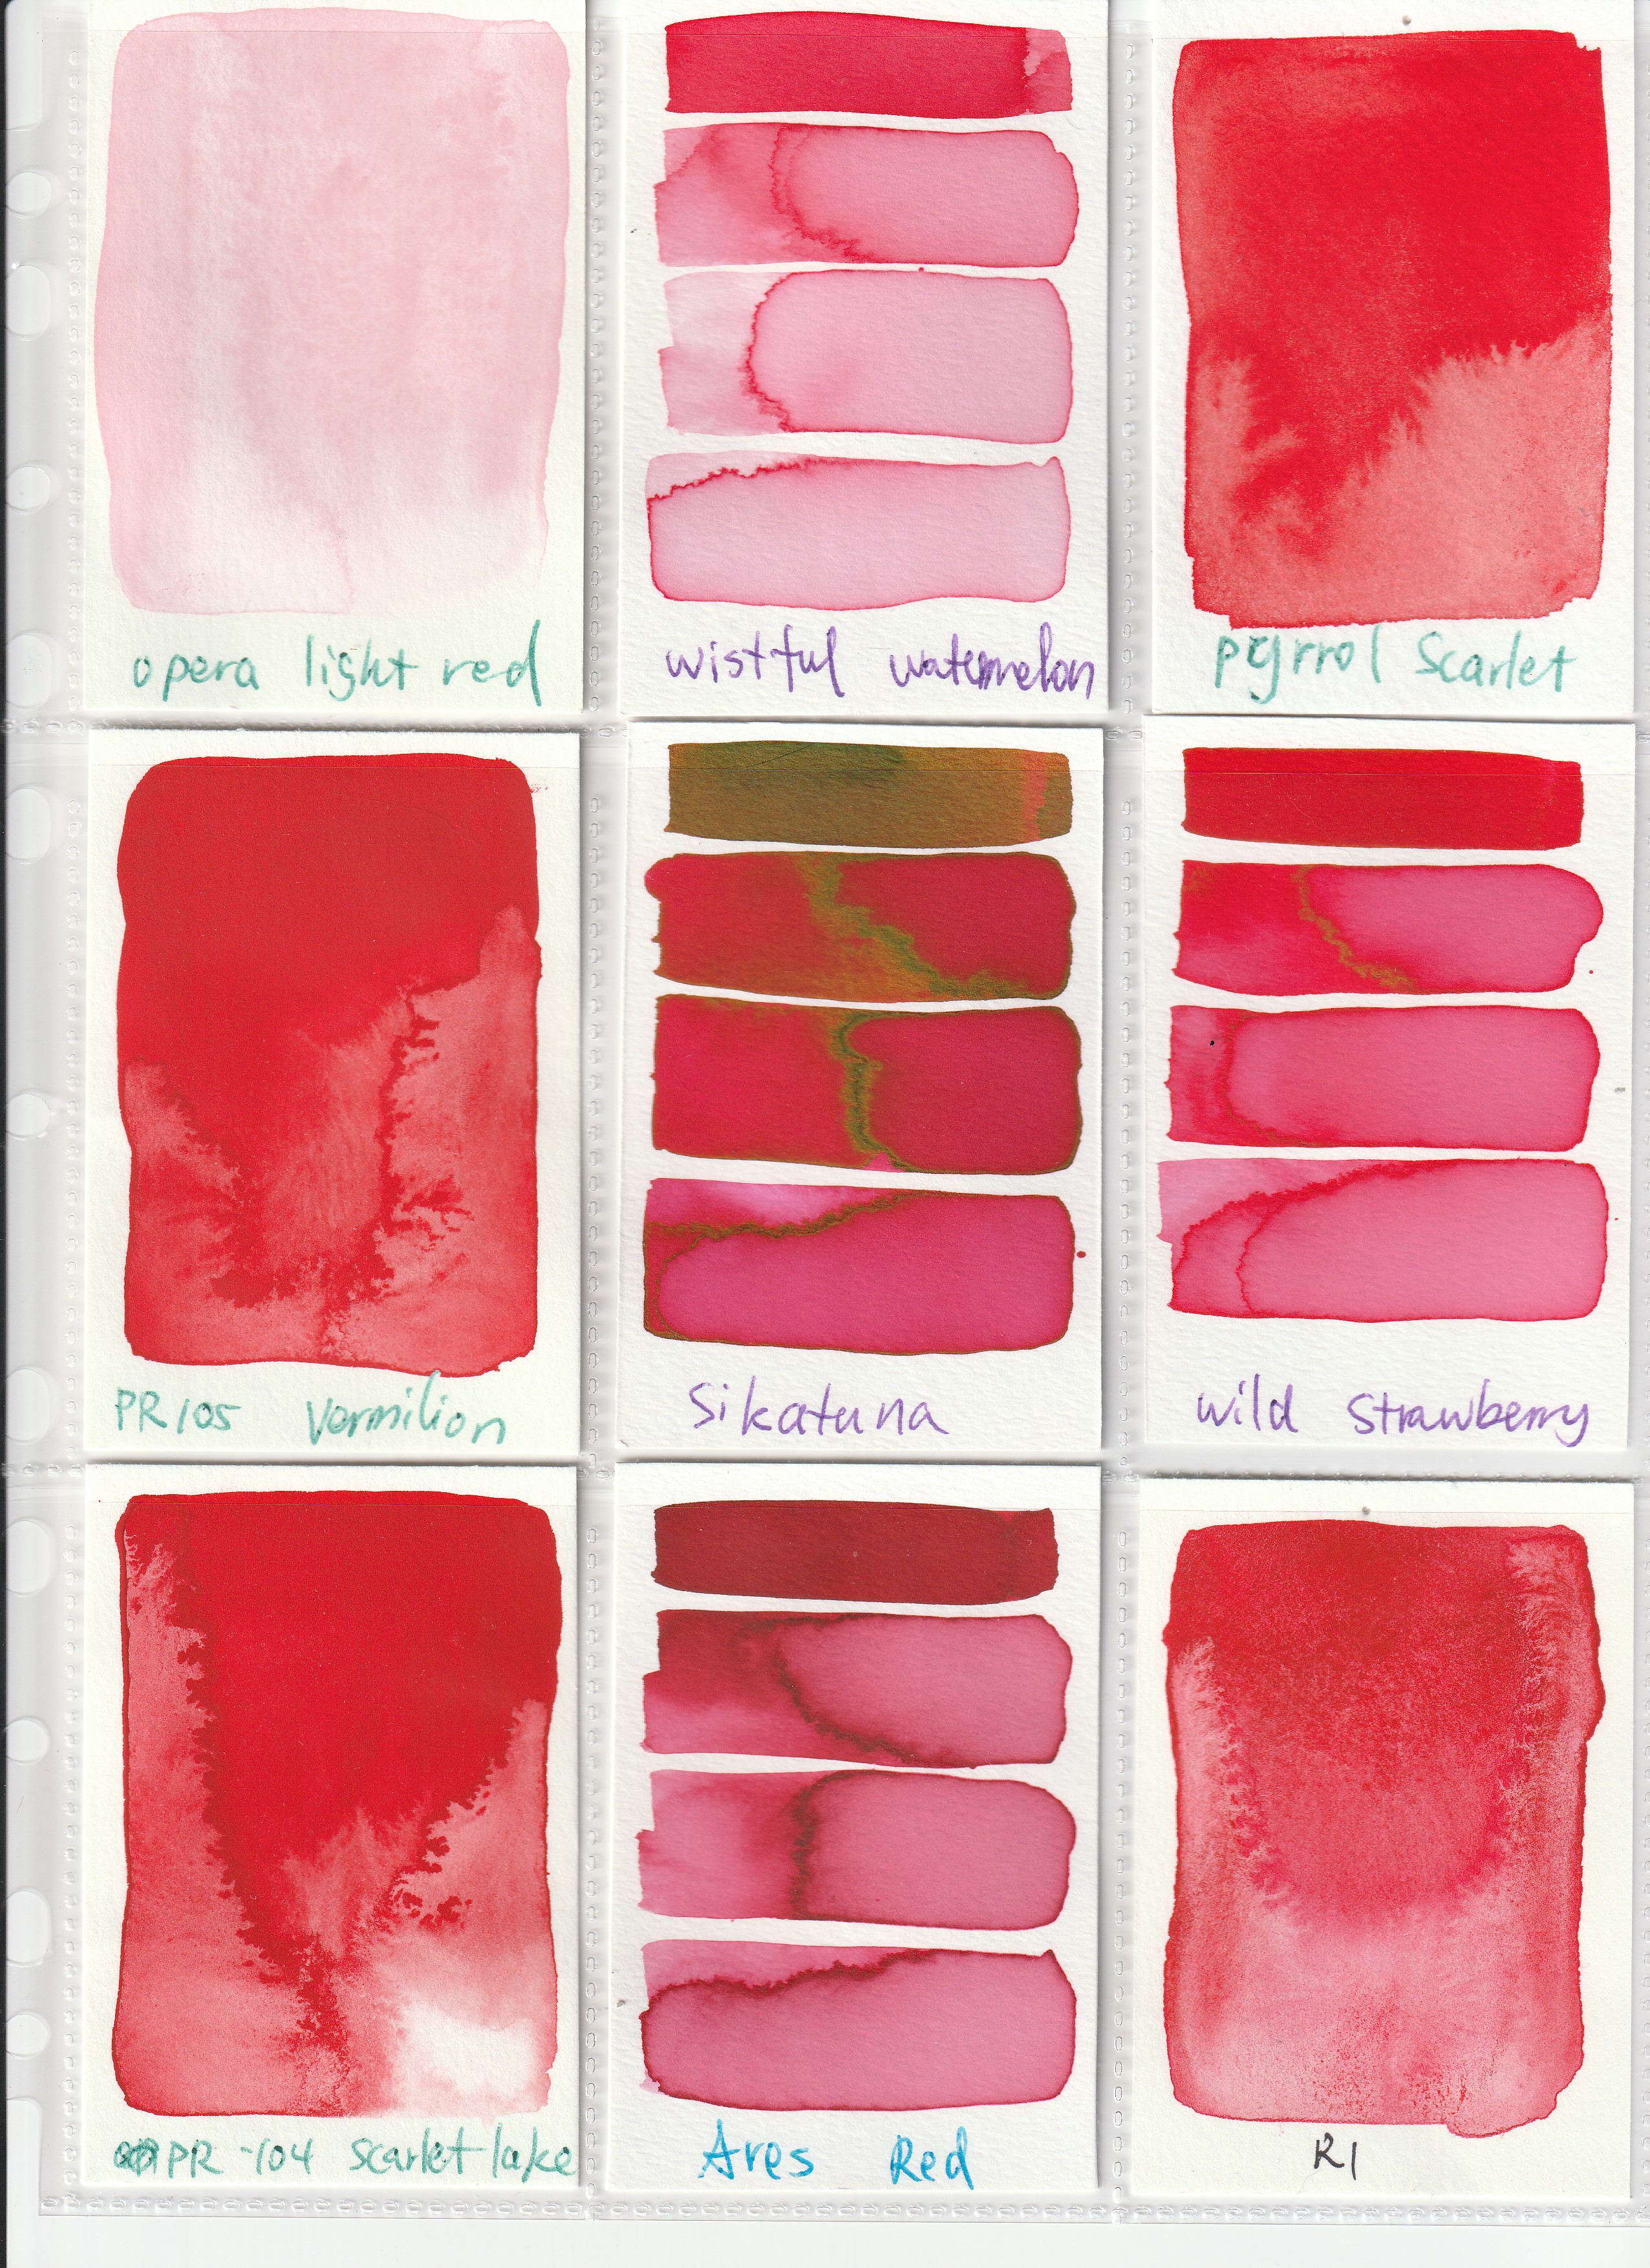 opera light red
wistful watermelon
pyrrol Scarlet
PR105 Vermilion
Sikatuna
wild Strawberry
PR-104 scarlet lake
Ares Red
R1